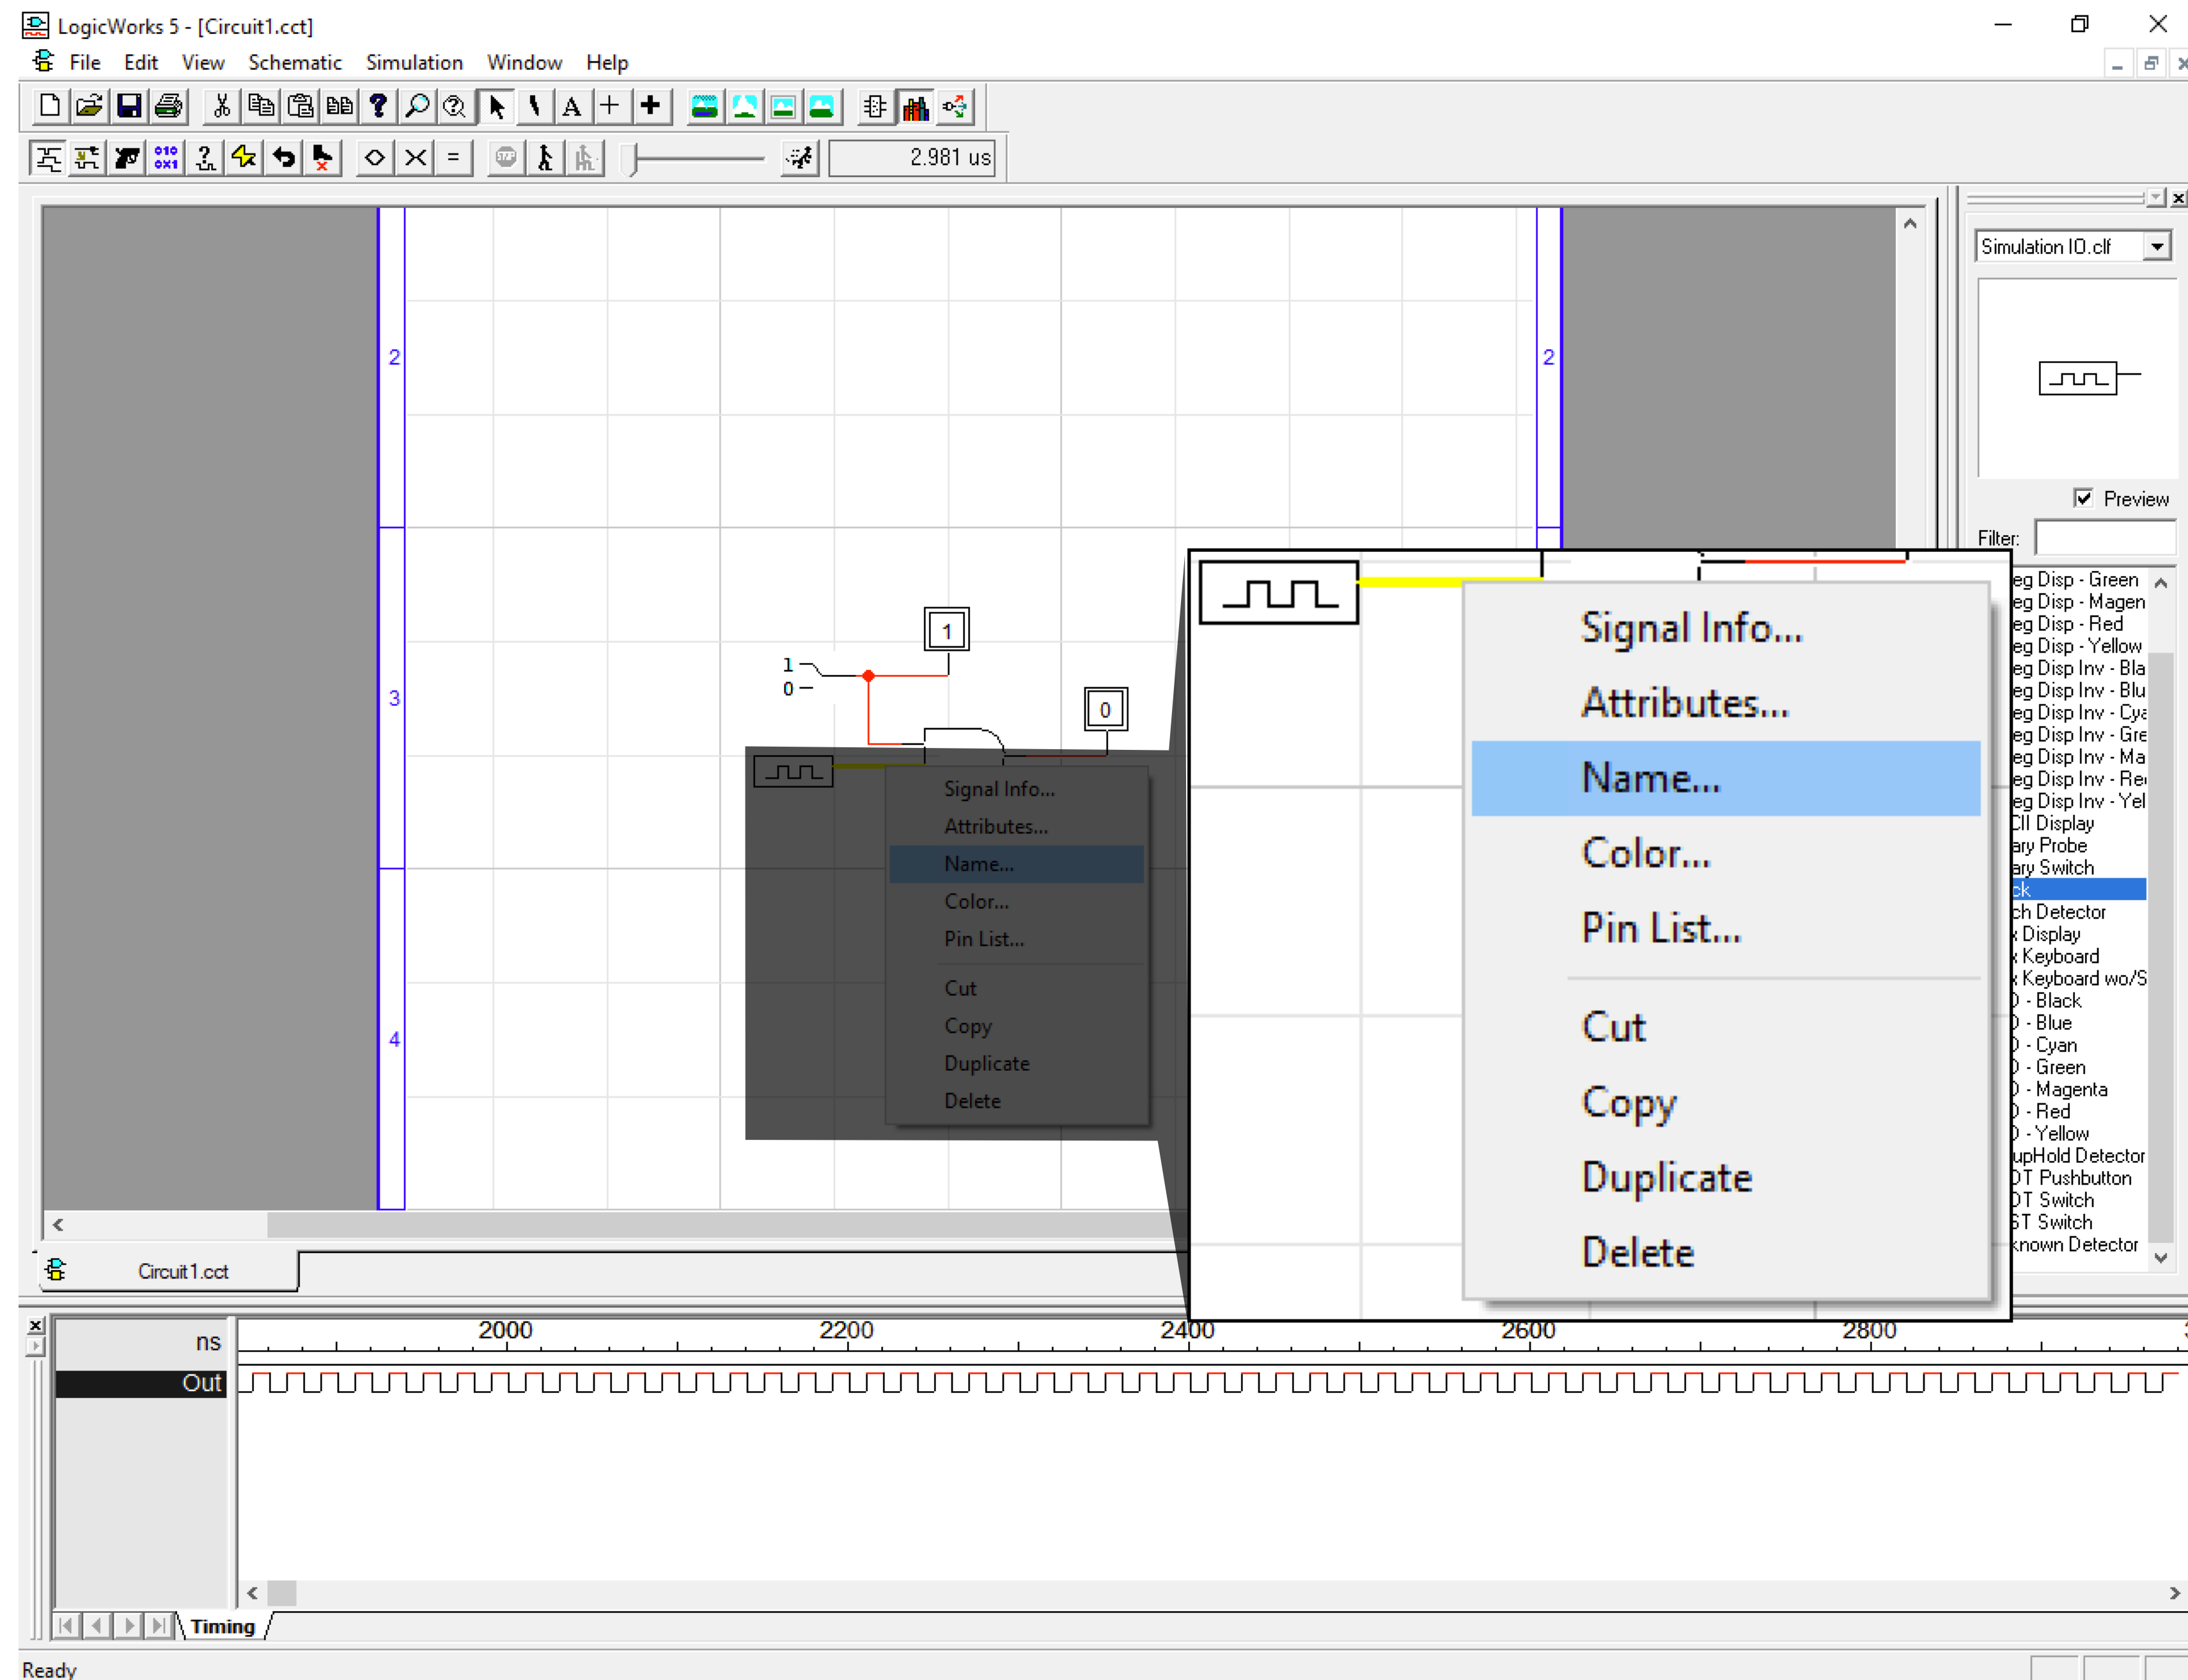 LogicWorks 5 - [Circuit1.cct]
File Edit View Schematic Simulation Window Help
2.981 us
Simulation IO.clf
Preview
Filter:
2
2
3
4
1
0
1
0
Signal Info...
Attributes...
Name...
Color...
Pin List...
Cut
Copy
Duplicate
Delete
Signal Info...
Attributes...
Name...
Color...
Pin List...
Cut
Copy
Duplicate
Delete
eg Disp - Green
eg Disp - Magen
eg Disp - Red
eg Disp - Yellow
eg Disp Inv - Bla
eg Disp Inv - Blu
eg Disp Inv - Cya
eg Disp Inv - Gre
eg Disp Inv - Ma
eg Disp Inv - Re
eg Disp Inv - Yel
CII Display
ary Probe
ary Switch
ck
ch Detector
x Display
x Keyboard
x Keyboard wo/S
D - Black
D - Blue
D - Cyan
D - Green
D - Magenta
D - Red
D - Yellow
upHold Detector
DT Pushbutton
DT Switch
ST Switch
known Detector
Circuit1.cct
ns 2000 2200 2400 2600 2800
Out
Timing
Ready